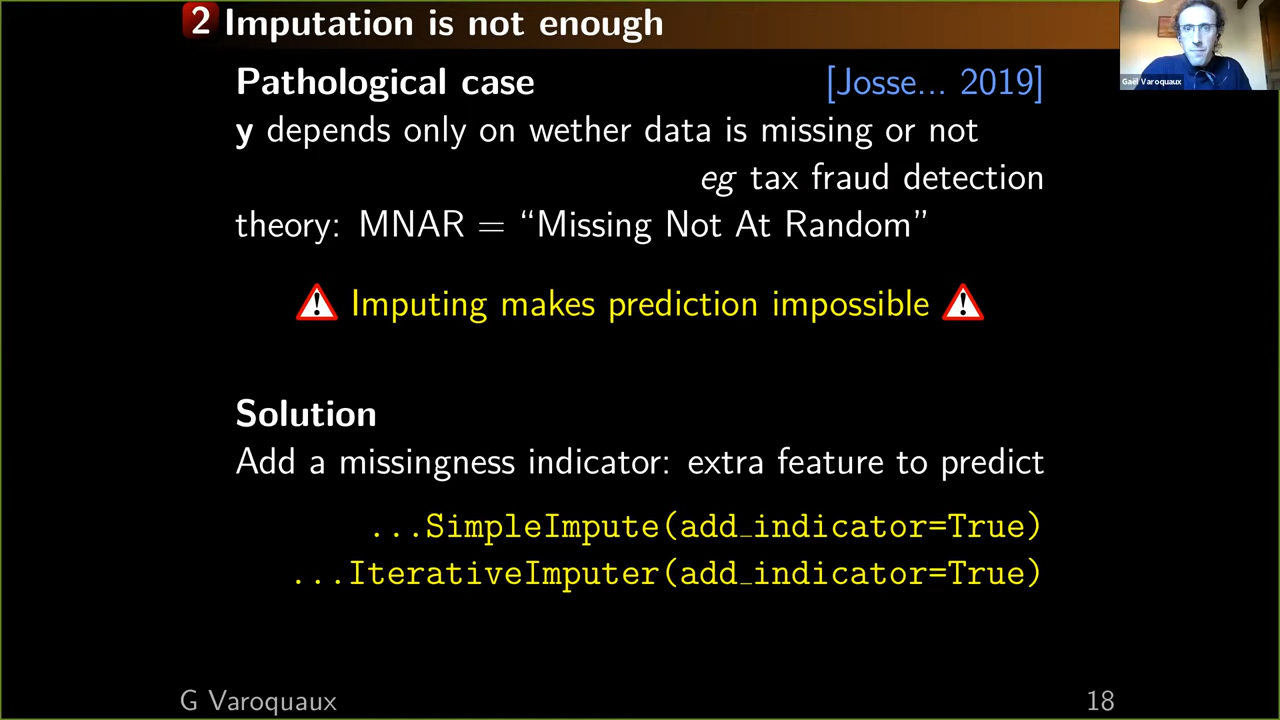 2 Imputation is not enough
Gaël Varoquaux
Pathological case [Josse... 2019]
y depends only on wether data is missing or not
eg tax fraud detection
theory: MNAR = “Missing Not At Random”
Imputing makes prediction impossible
Solution
Add a missingness indicator: extra feature to predict
...SimpleImpute(add_indicator=True)
...IterativeImputer(add_indicator=True)
G Varoquaux 18